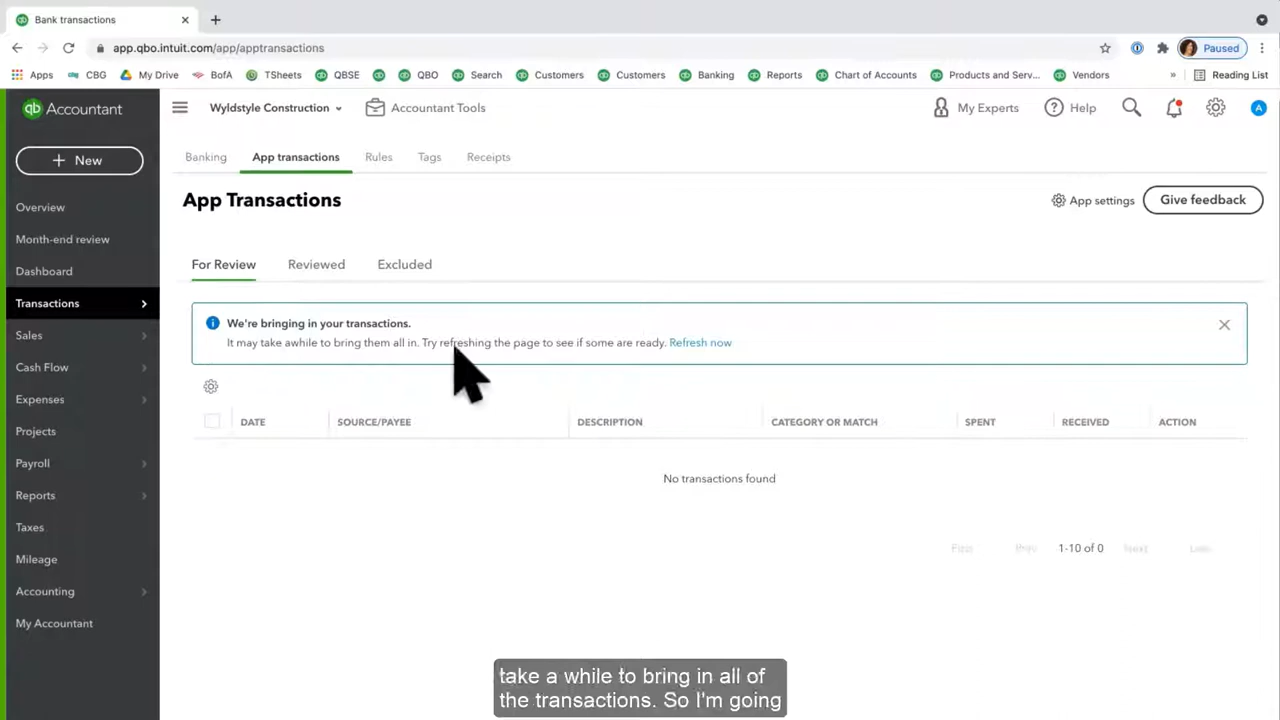 Bank transactions
app.qbo.intuit.com/app/apptransactions
Paused
Apps CBG My Drive BofA TSheets QBSE QBO Search Customers Customers Banking Reports Chart of Accounts Products and Serv... Vendors » Reading List
qb Accountant
Wyldstyle Construction
Accountant Tools
My Experts
Help
A
+ New
Overview
Month-end review
Dashboard
Transactions
Sales
Cash Flow
Expenses
Projects
Payroll
Reports
Taxes
Mileage
Accounting
My Accountant
Banking App transactions Rules Tags Receipts
App Transactions
App settings
Give feedback
For Review Reviewed Excluded
We're bringing in your transactions.
It may take awhile to bring them all in. Try refreshing the page to see if some are ready. Refresh now
DATE SOURCE/PAYEE DESCRIPTION CATEGORY OR MATCH SPENT RECEIVED ACTION
No transactions found
First Prev 1-10 of 0 Next Last
take a while to bring in all of
the transactions. So I'm going